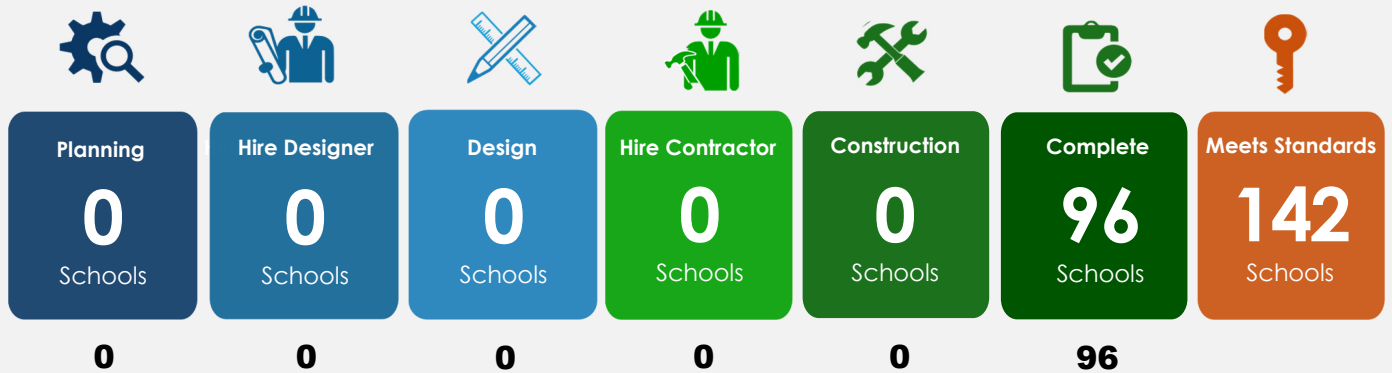 Planning
0
Schools
Hire Designer
0
Schools
Design
0
Schools
Hire Contractor
0
Schools
Construction
0
Schools
Complete
96
Schools
Meets Standards
142
Schools
0
0
0
0
0
96